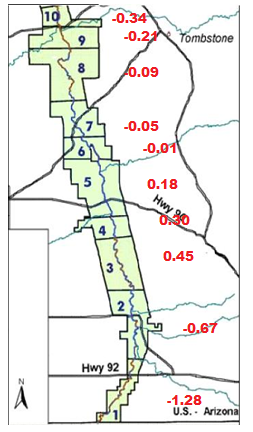 10 -0.34
-0.21
9 Tombstone
8 -0.09
7 -0.05
6 -0.01
5 0.18
Hwy 90
4 0.30
3 0.45
2
-0.67
Hwy 92
N
-1.28
1 U.S. - Arizona